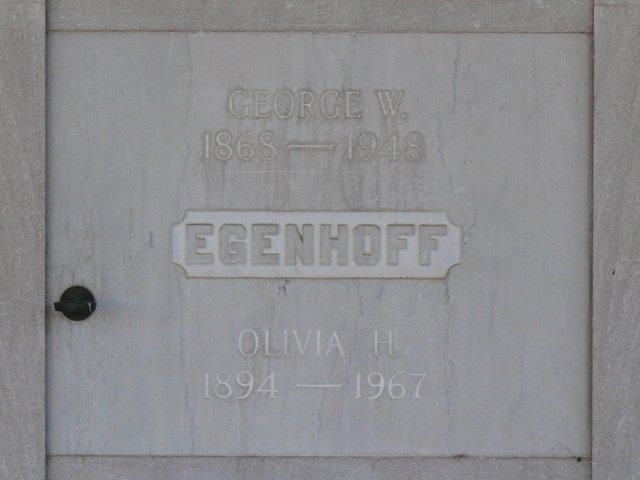 GEORGE W.
1868 — 1948
EGENHOFF
OLIVIA H.
1894 — 1967